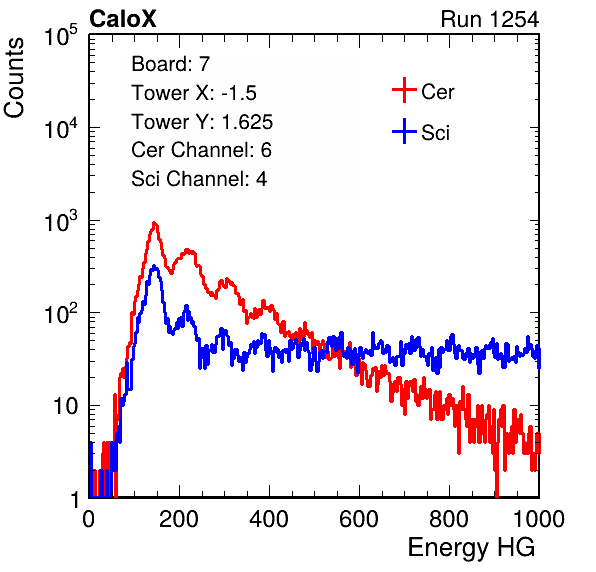 CaloX Run 1254
Counts
10^5
10^4
10^3
10^2
10
1
Board: 7
Tower X: -1.5
Tower Y: 1.625
Cer Channel: 6
Sci Channel: 4
Cer
Sci
0 200 400 600 800 1000
Energy HG